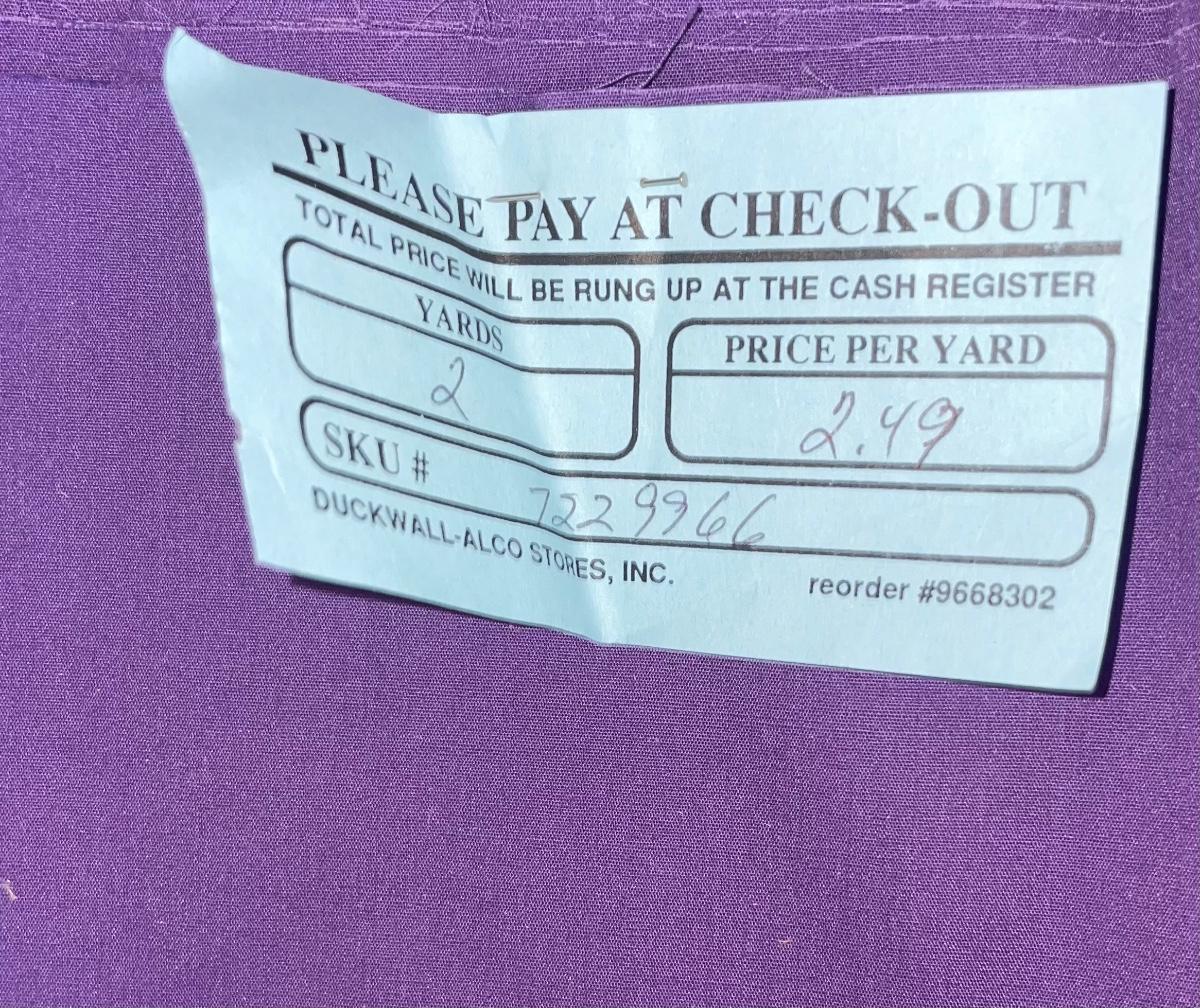 PLEASE PAY AT CHECK-OUT
TOTAL PRICE WILL BE RUNG UP AT THE CASH REGISTER
YARDS
2
PRICE PER YARD
2.49
SKU # 7229966
DUCKWALL-ALCO STORES, INC.
reorder #9668302